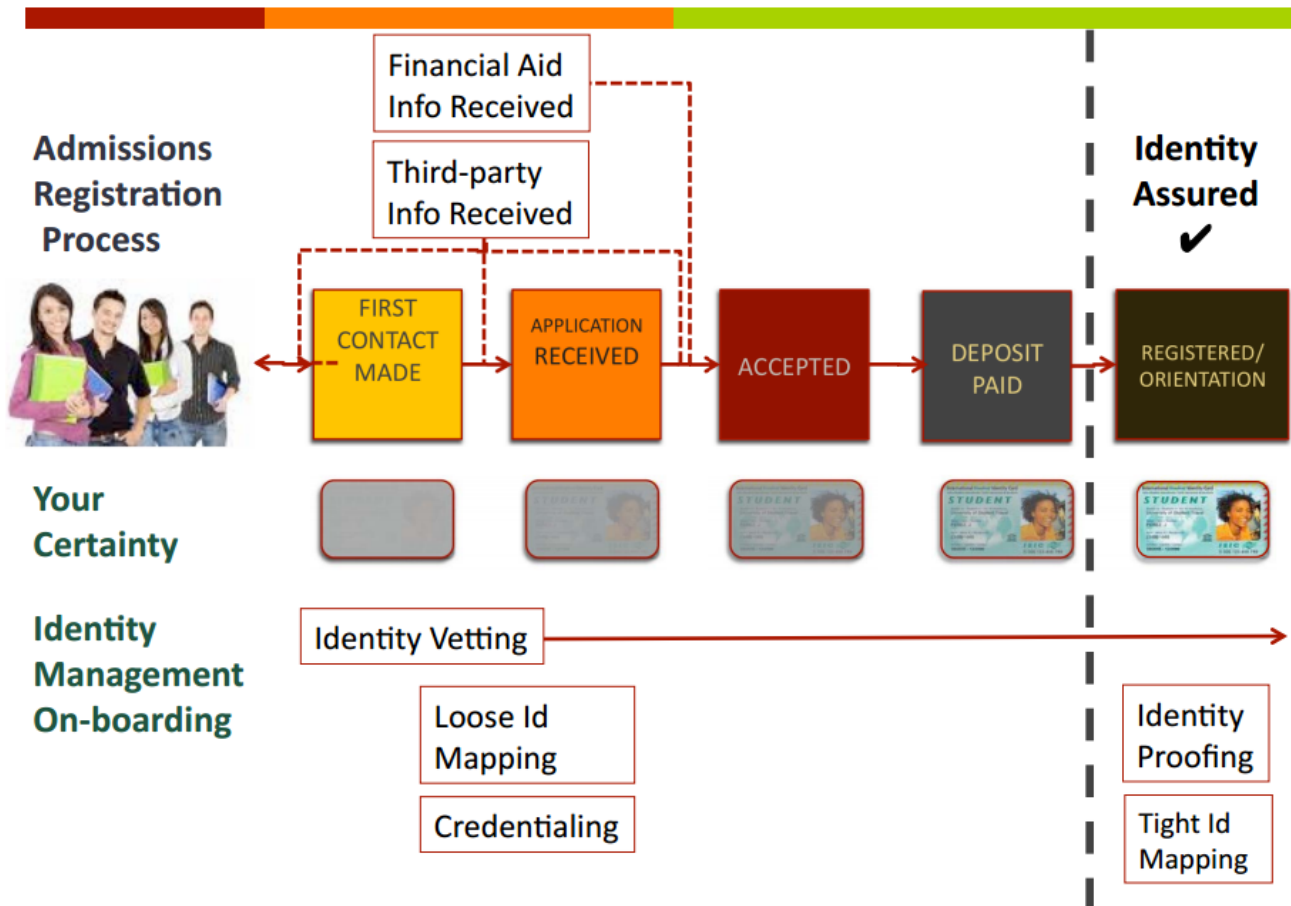 Financial Aid
Info Received
Admissions
Registration
Process
Third-party
Info Received
Identity
Assured
✔
FIRST
CONTACT
MADE
APPLICATION
RECEIVED
ACCEPTED
DEPOSIT
PAID
REGISTERED/
ORIENTATION
Your
Certainty
STUDENT
STUDENT
STUDENT
STUDENT
Identity
Management
On-boarding
Identity Vetting
Loose Id
Mapping
Credentialing
Identity
Proofing
Tight Id
Mapping